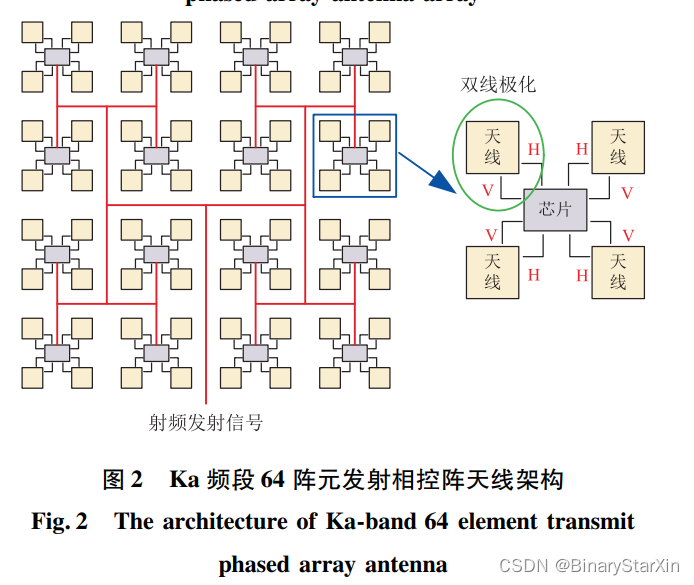 phased array antenna array
双线极化
天线
H
H
天线
V
V
芯片
V
V
天线
H
H
天线
射频发射信号
图 2 Ka 频段 64 阵元发射相控阵天线架构
Fig. 2 The architecture of Ka-band 64 element transmit
phased array antenna
CSDN @BinaryStarXin